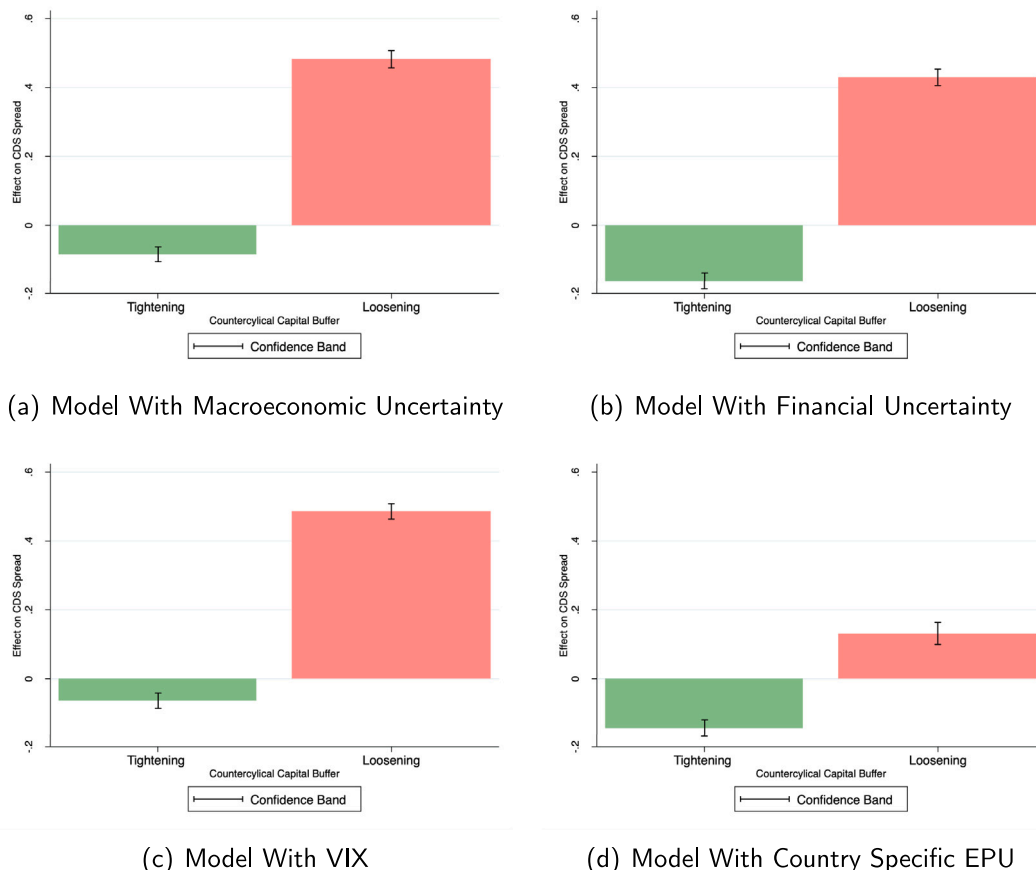 .6
.4
.2
0
-.2
Effect on CDS Spread
Tightening Loosening
Countercylical Capital Buffer
Confidence Band
(a) Model With Macroeconomic Uncertainty
.6
.4
.2
0
-.2
Effect on CDS Spread
Tightening Loosening
Countercylical Capital Buffer
Confidence Band
(b) Model With Financial Uncertainty
.6
.4
.2
0
-.2
Effect on CDS Spread
Tightening Loosening
Countercylical Capital Buffer
Confidence Band
(c) Model With VIX
.6
.4
.2
0
-.2
Effect on CDS Spread
Tightening Loosening
Countercylical Capital Buffer
Confidence Band
(d) Model With Country Specific EPU